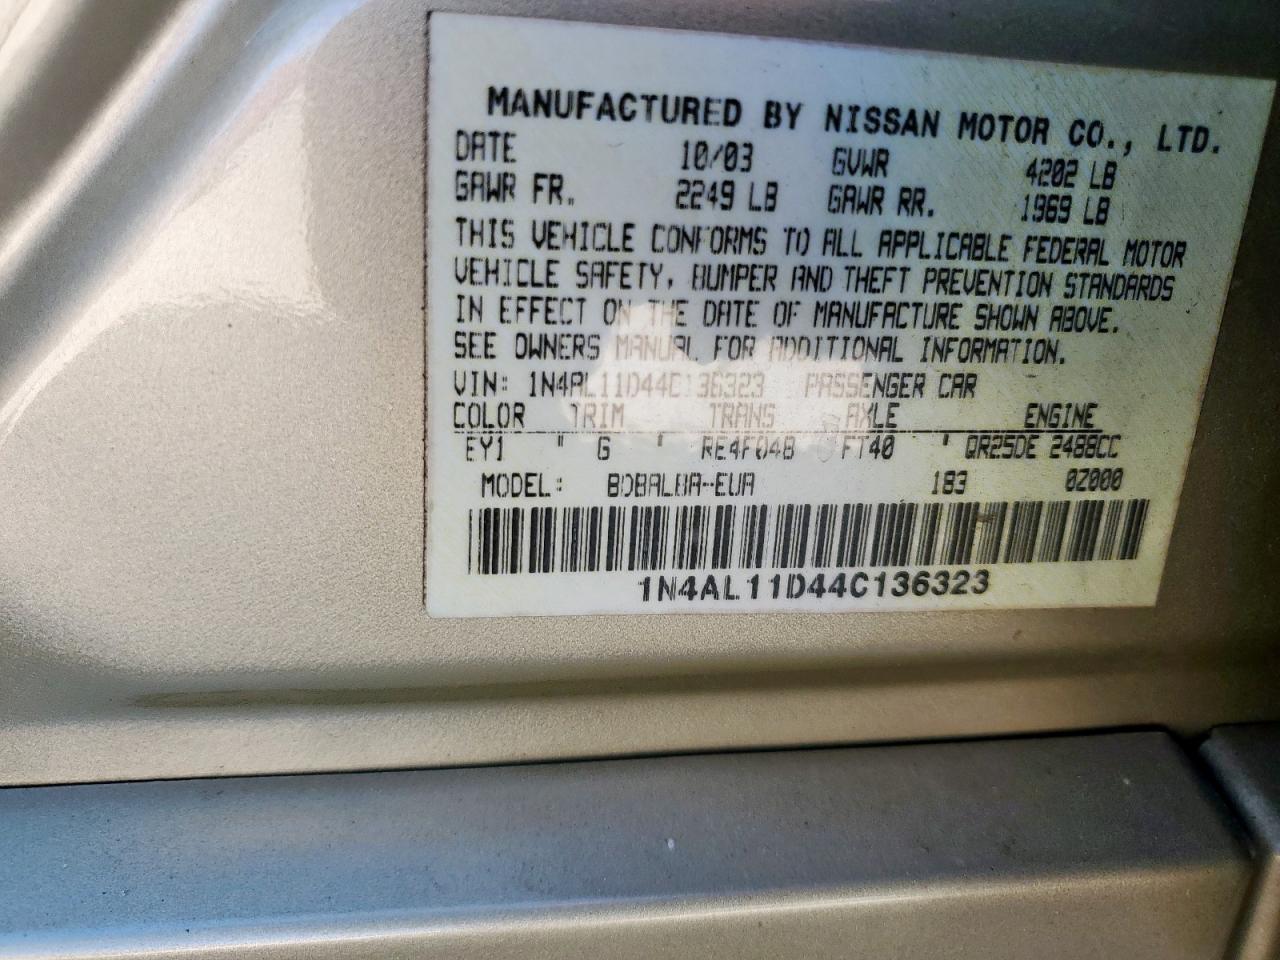 MANUFACTURED BY NISSAN MOTOR CO., LTD.
DATE 10/03 GVWR 4202 LB
GAWR FR. 2249 LB GAWR RR. 1969 LB
THIS VEHICLE CONFORMS TO ALL APPLICABLE FEDERAL MOTOR
VEHICLE SAFETY, BUMPER AND THEFT PREVENTION STANDARDS
IN EFFECT ON THE DATE OF MANUFACTURE SHOWN ABOVE.
SEE OWNERS MANUAL FOR ADDITIONAL INFORMATION.
VIN: 1N4AL11D44C136323 PASSENGER CAR
COLOR TRIM TRANS AXLE ENGINE
EY1 " G ' RE4F04B FT40 ' QR25DE 2488CC
MODEL: BDBALBA-EUA 183 0Z000
1N4AL11D44C136323